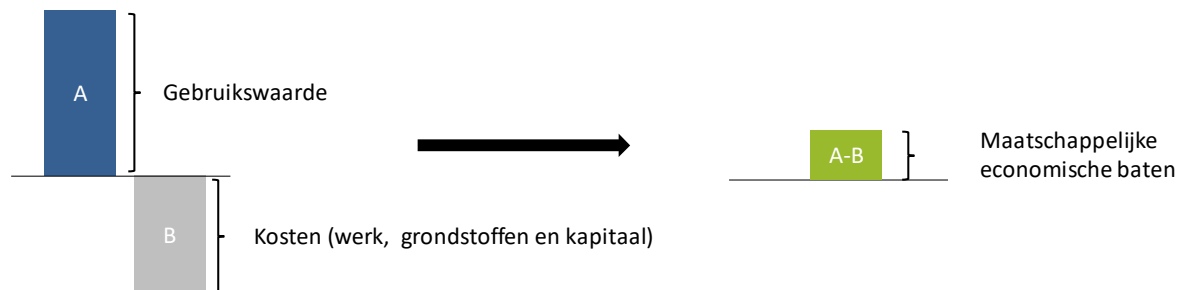 A
Gebruikswaarde
B
Kosten (werk, grondstoffen en kapitaal)
A-B
Maatschappelijke
economische baten